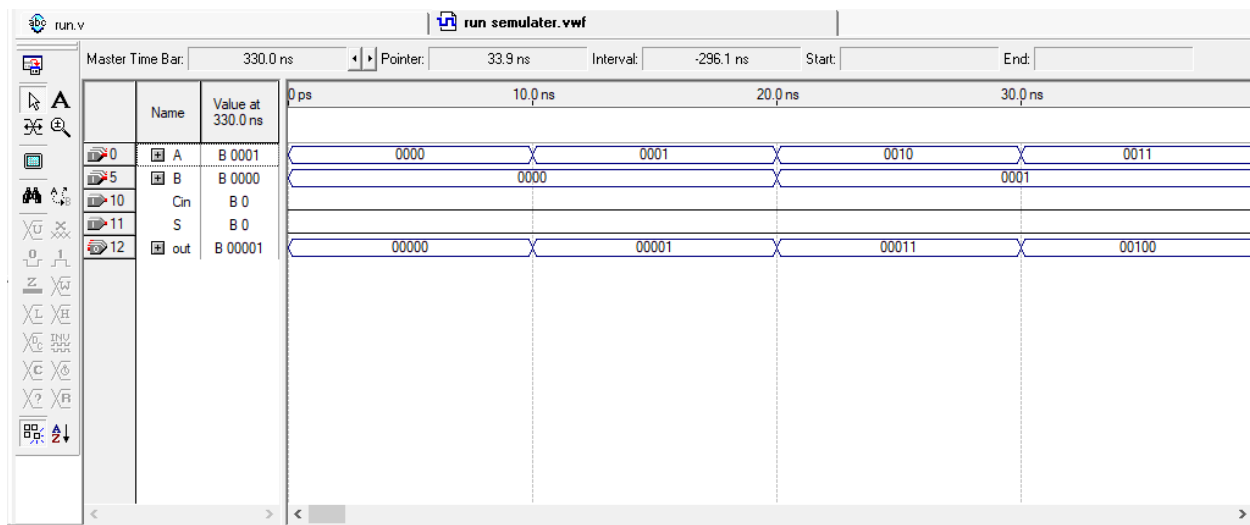 abc run.v run semulater.vwf
Master Time Bar: 330.0 ns Pointer: 33.9 ns Interval: -296.1 ns Start: End:
Name Value at 330.0 ns 0 ps 10.0 ns 20.0 ns 30.0 ns
0 A B 0001 0000 0001 0010 0011
5 B B 0000 0000 0001
10 Cin B 0
11 S B 0
12 out B 00001 00000 00001 00011 00100